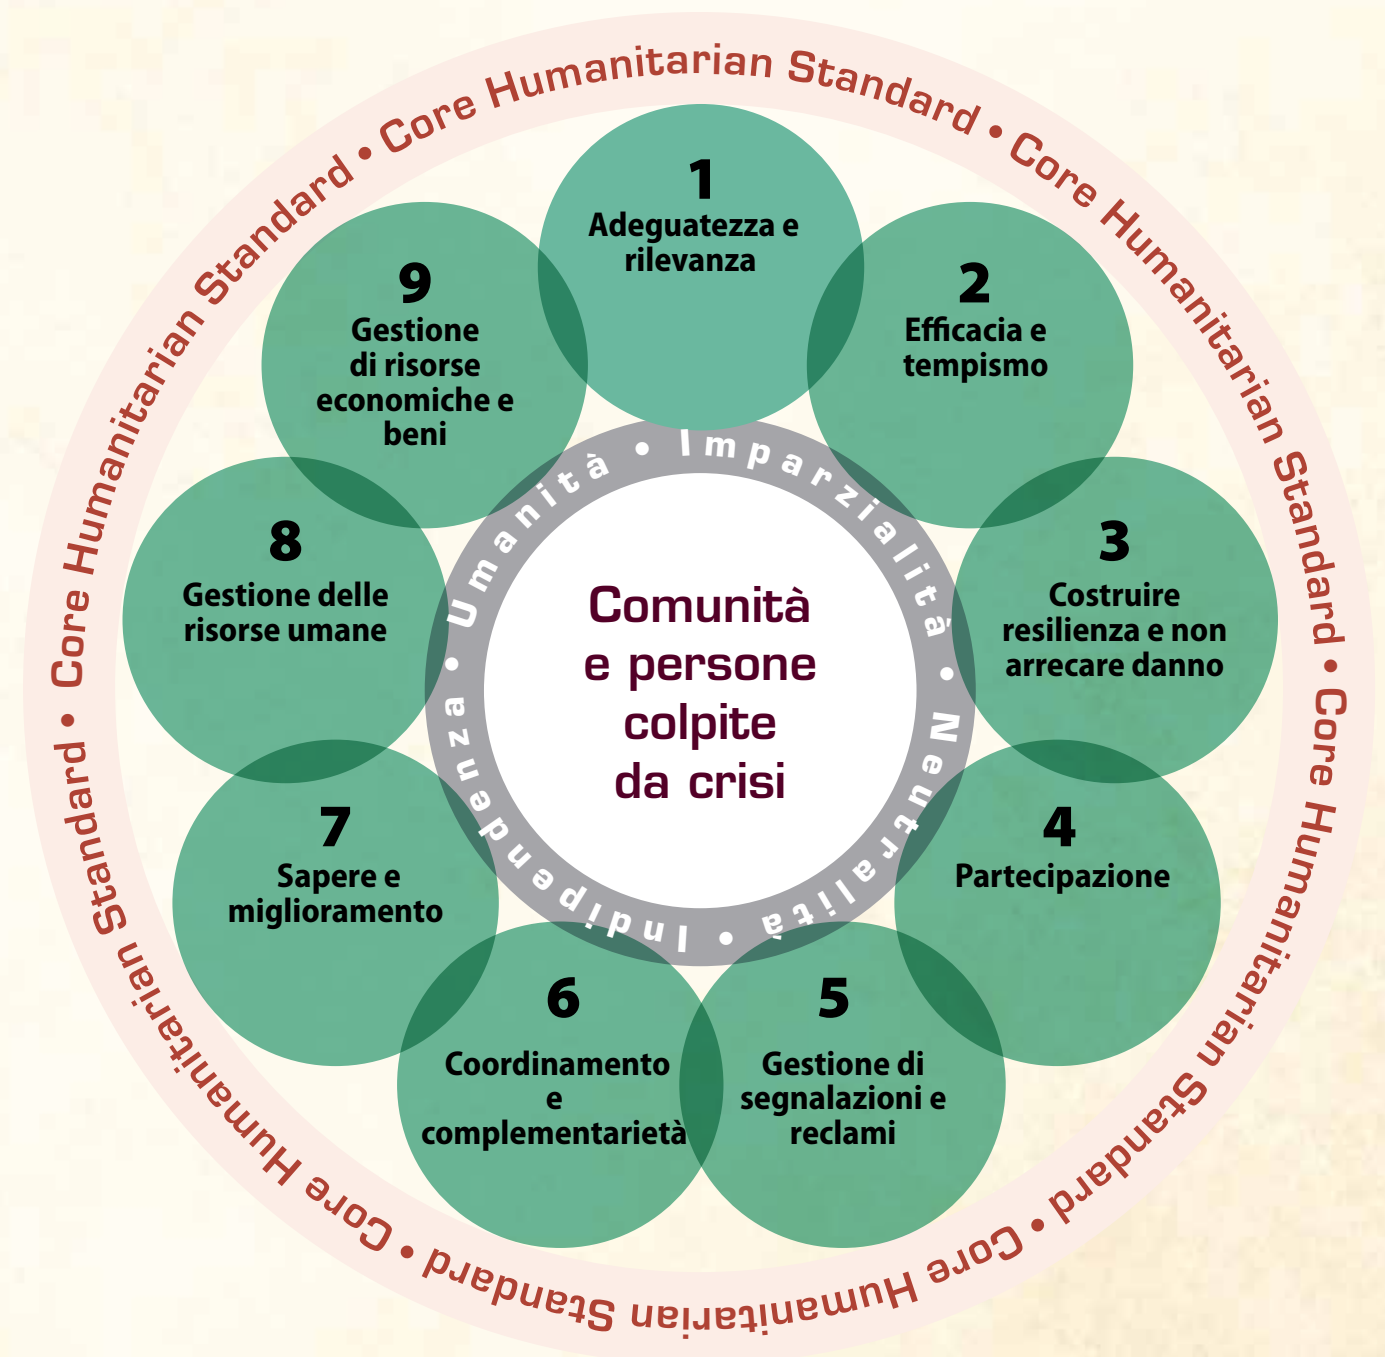 Core Humanitarian Standard • Core Humanitarian Standard • Core Humanitarian Standard • Core Humanitarian Standard • Core Humanitarian Standard • Core Humanitarian Standard •
1
Adeguatezza e
rilevanza
2
Efficacia e
tempismo
3
Costruire
resilienza e non
arrecare danno
4
Partecipazione
5
Gestione di
segnalazioni e
reclami
6
Coordinamento
e
complementarietà
7
Sapere e
miglioramento
8
Gestione delle
risorse umane
9
Gestione
di risorse
economiche e
beni
Umanità • Imparzialità • Neutralità • Indipendenza •
Comunità
e persone
colpite
da crisi